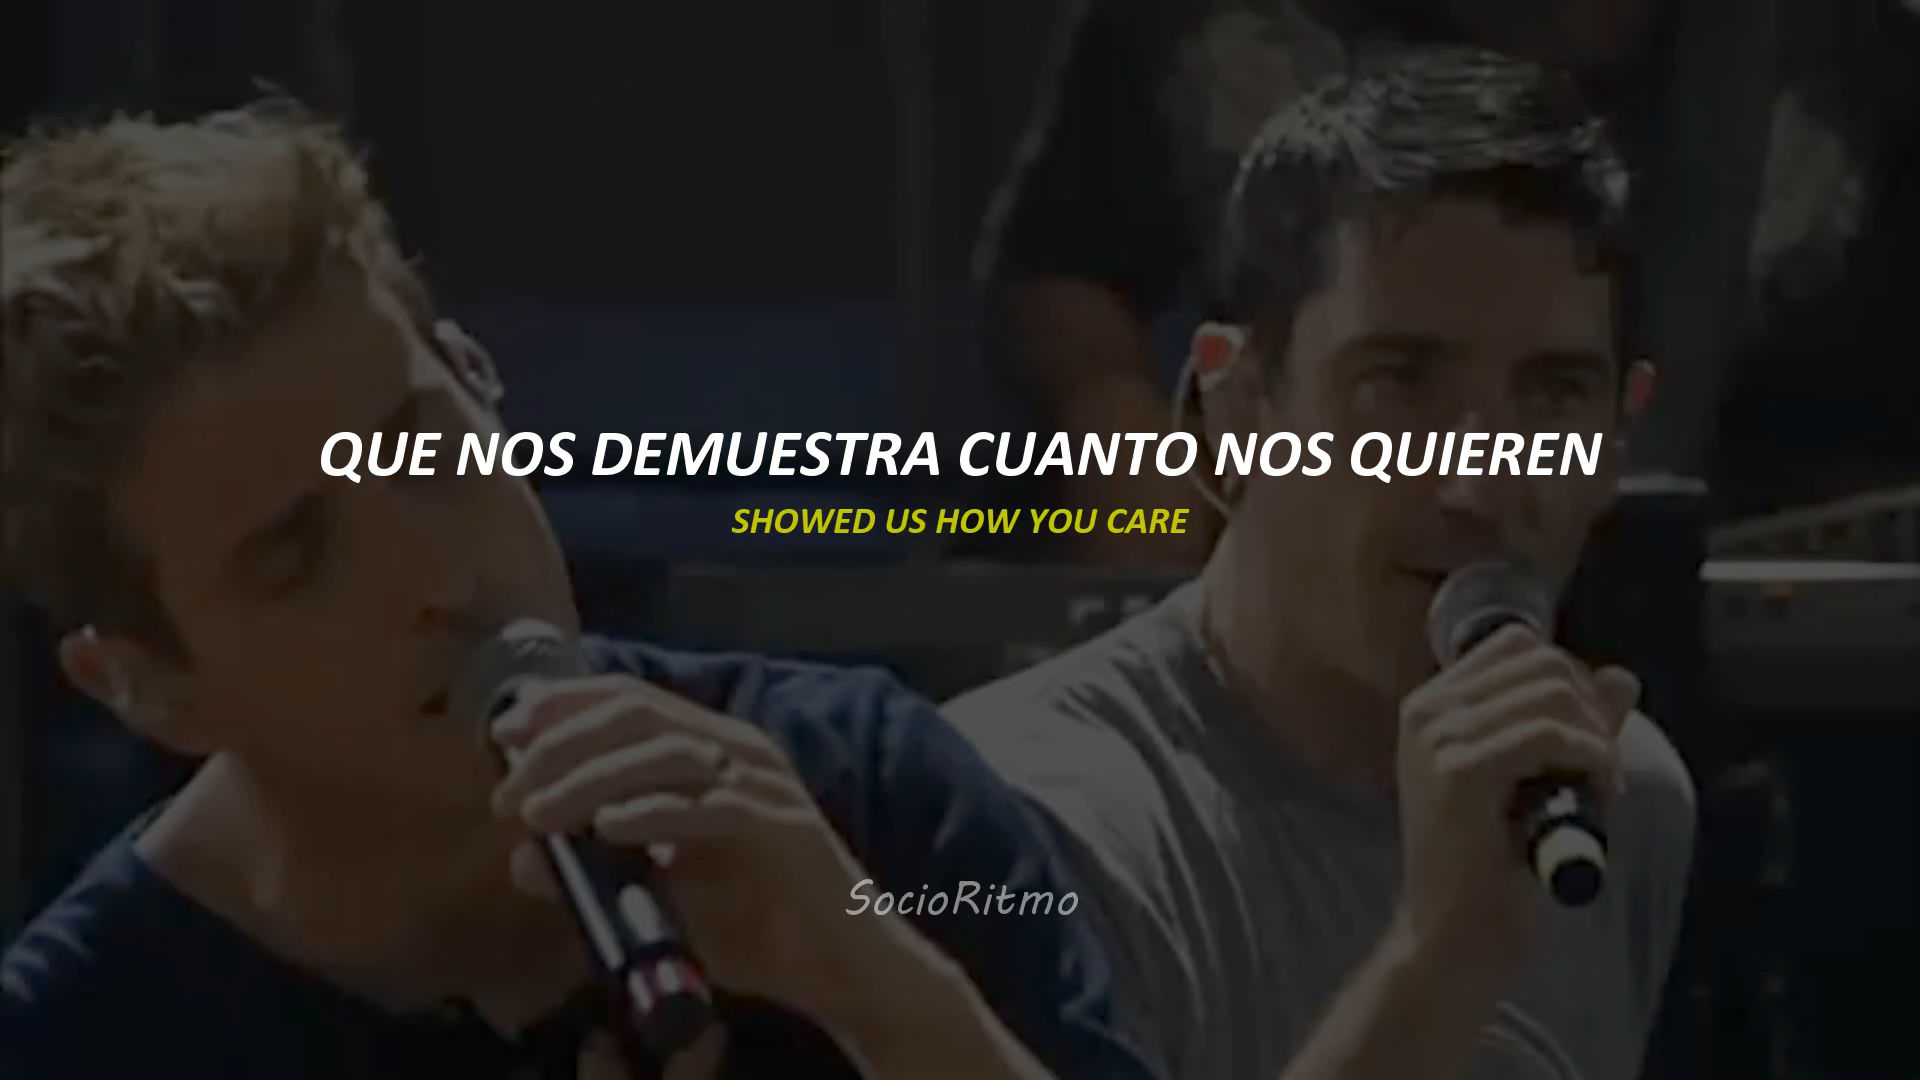 QUE NOS DEMUESTRA CUANTO NOS QUIEREN
SHOWED US HOW YOU CARE
SocioRitmo